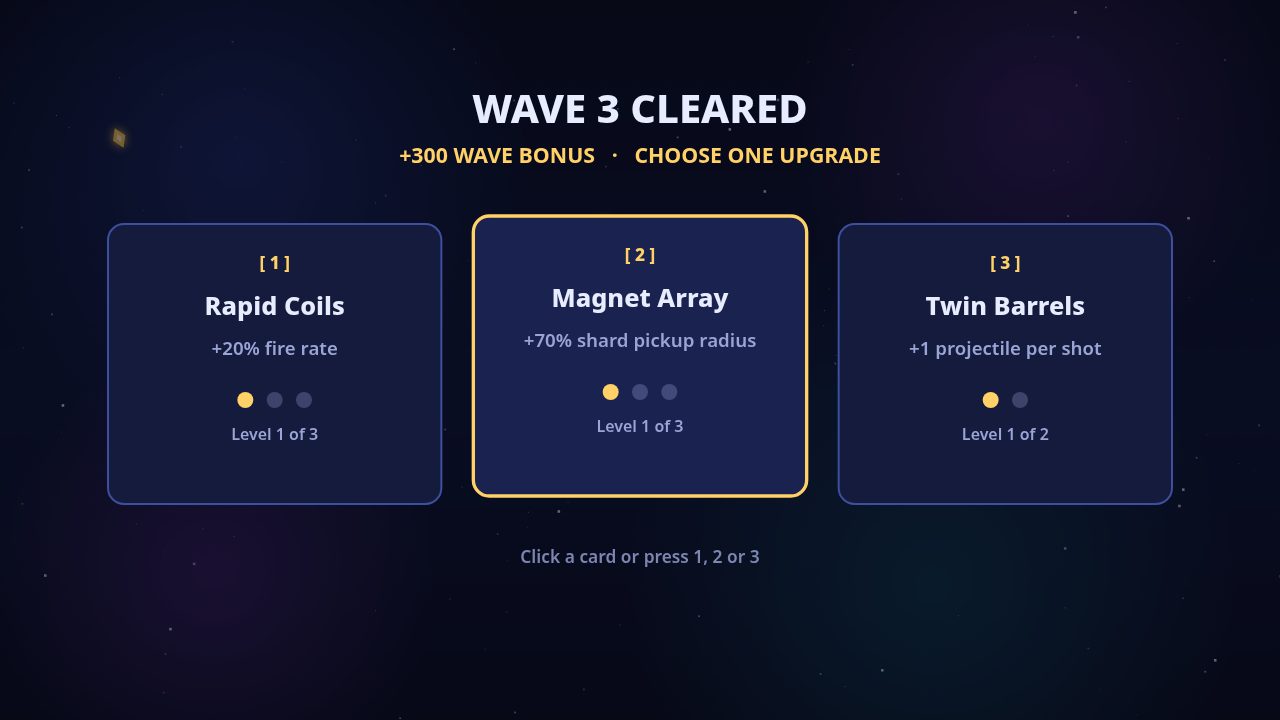 WAVE 3 CLEARED
+300 WAVE BONUS · CHOOSE ONE UPGRADE
[ 1 ]
Rapid Coils
+20% fire rate
Level 1 of 3
[ 2 ]
Magnet Array
+70% shard pickup radius
Level 1 of 3
[ 3 ]
Twin Barrels
+1 projectile per shot
Level 1 of 2
Click a card or press 1, 2 or 3